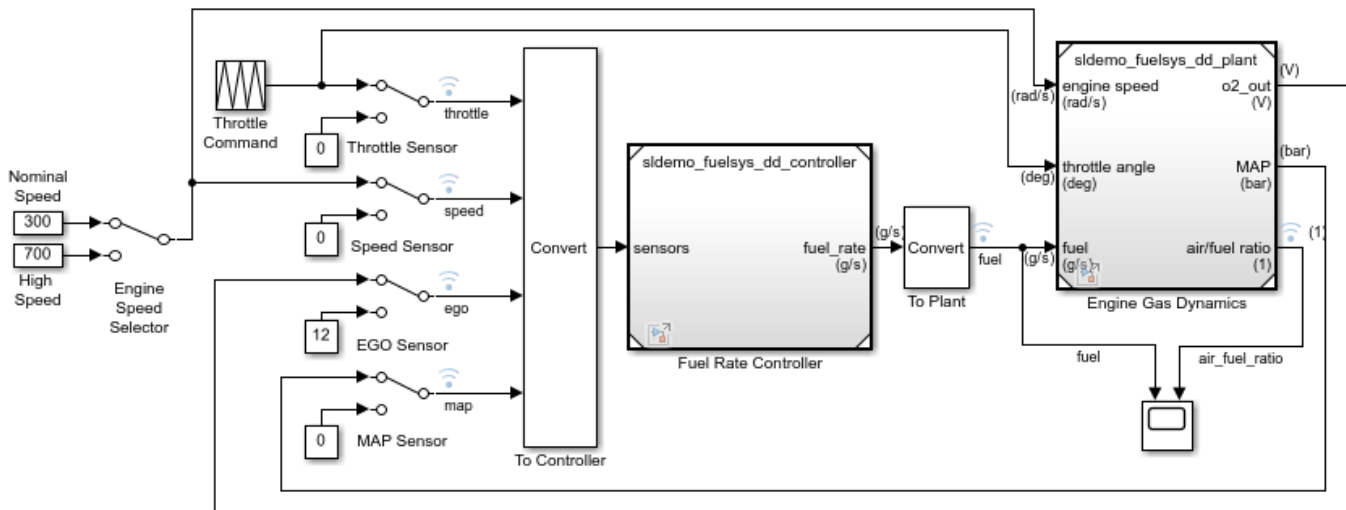 sldemo_fuelsys_dd_plant
(V)
engine speed
o2_out
(rad/s)
(rad/s)
(V)
throttle
Throttle
Command
0
Throttle Sensor
sldemo_fuelsys_dd_controller
(bar)
throttle angle
MAP
(deg)
(deg)
(bar)
Nominal
Speed
300
speed
700
High
Speed
Engine
Speed
Selector
0
Speed Sensor
Convert
sensors
fuel_rate
(g/s)
(g/s)
Convert
fuel
To Plant
fuel
air/fuel ratio
(1)
(g/s)
(g/s)
(1)
Engine Gas Dynamics
ego
12
EGO Sensor
Fuel Rate Controller
fuel
air_fuel_ratio
map
0
MAP Sensor
To Controller